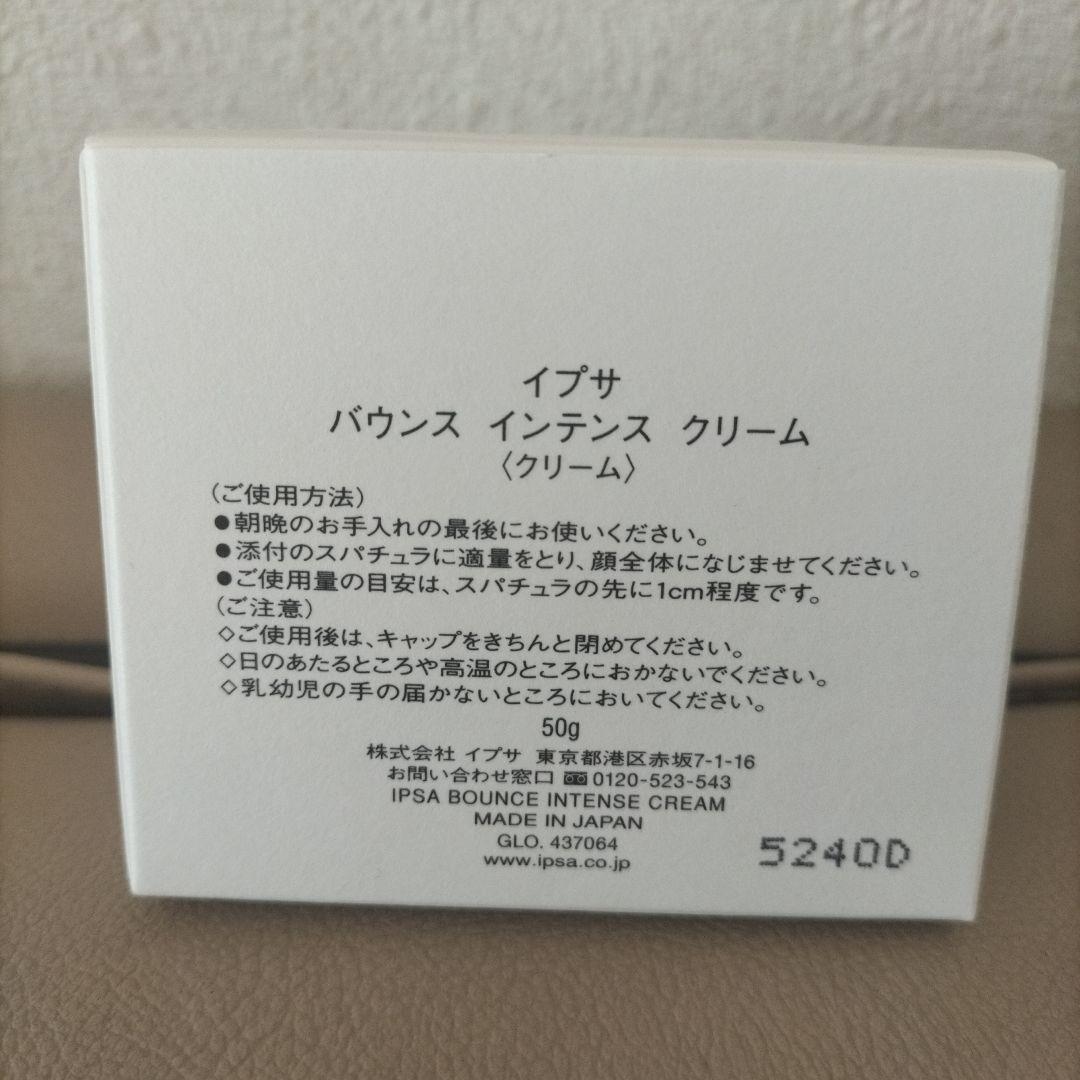 イプサ
バウンス インテンス クリーム
〈クリーム〉
(ご使用方法)
●朝晩のお手入れの最後にお使いください。
●添付のスパチュラに適量をとり、顔全体になじませてください。
●ご使用量の目安は、スパチュラの先に1cm程度です。
(ご注意)
◇ご使用後は、キャップをきちんと閉めてください。
◇日のあたるところや高温のところにおかないでください。
◇乳幼児の手の届かないところにおいてください。
50g
株式会社 イプサ 東京都港区赤坂7-1-16
お問い合わせ窓口 0120-523-543
IPSA BOUNCE INTENSE CREAM
MADE IN JAPAN
GLO. 437064
www.ipsa.co.jp
5240D